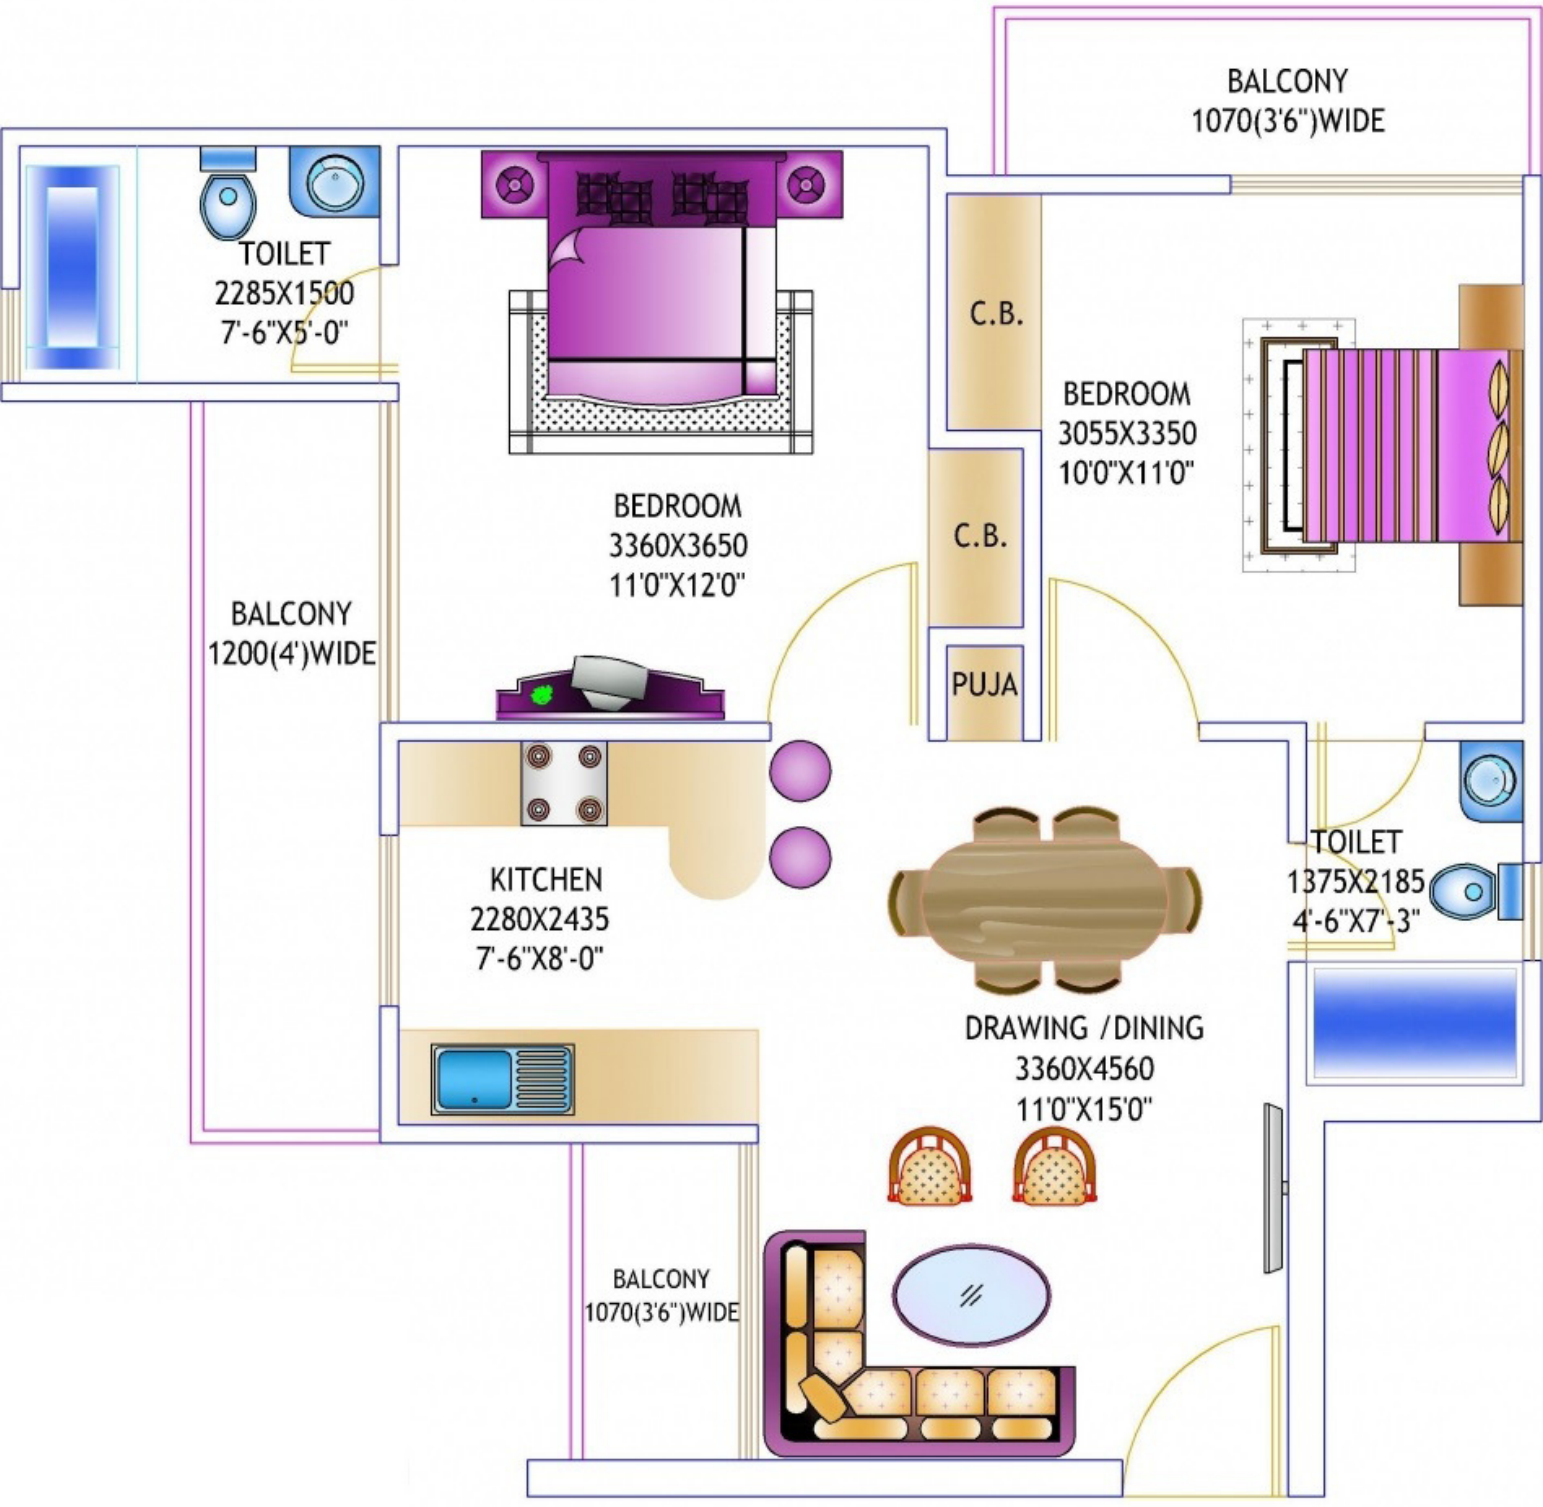 BALCONY
1070(3'6")WIDE
TOILET
2285X1500
7'-6"X5'-0"
C.B.
BEDROOM
3055X3350
10'0"X11'0"
BEDROOM
3360X3650
11'0"X12'0"
C.B.
BALCONY
1200(4')WIDE
PUJA
TOILET
1375X2185
4'-6"X7'-3"
KITCHEN
2280X2435
7'-6"X8'-0"
DRAWING /DINING
3360X4560
11'0"X15'0"
BALCONY
1070(3'6")WIDE